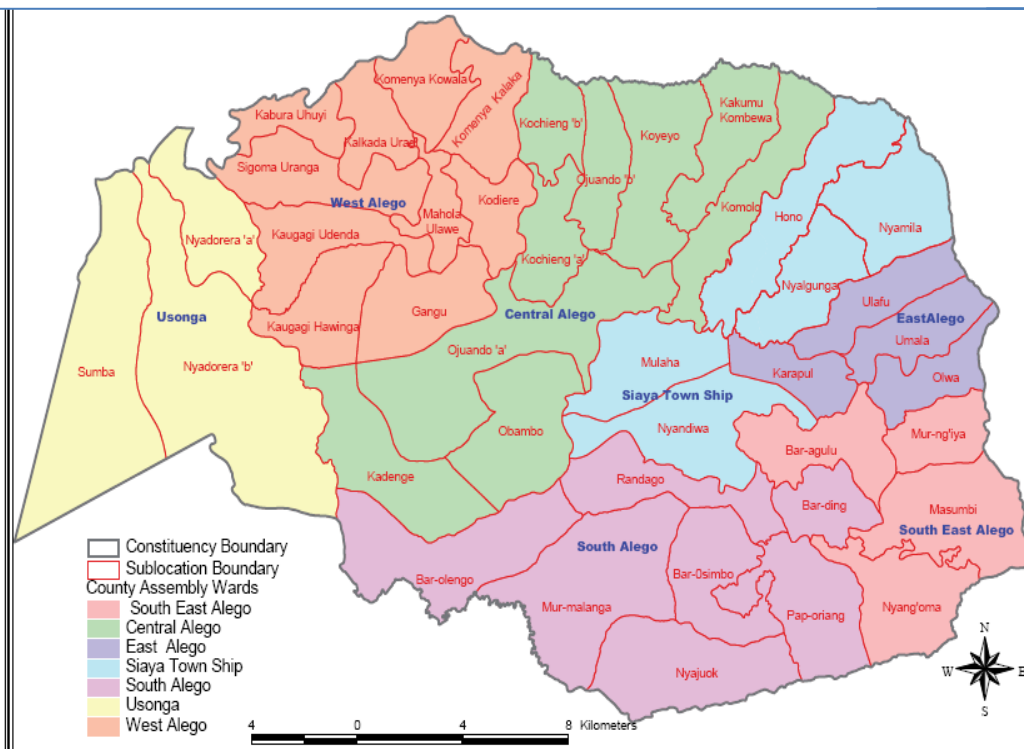 Komenya Kowala
Komenya Kalaka
Kabura Uhuyi
Kalkada Uradi
Kochieng 'b'
Koyeyo
Kakumu
Kombewa
Sigoma Uranga
Ojuando 'b'
West Alego
Kodiere
Mahola
Ulawe
Komolo
Hono
Nyamila
Nyadorera 'a'
Kaugagi Udenda
Kochieng 'a'
Nyalgunga
Ulafu
Usonga
Kaugagi Hawinga
Gangu
Central Alego
EastAlego
Umala
Ojuando 'a'
Mulaha
Sumba
Nyadorera 'b'
Karapul
Olwa
Siaya Town Ship
Obambo
Nyandiwa
Mur-ng'iya
Bar-agulu
Kadenge
Randago
Bar-ding
Masumbi
South East Alego
South Alego
Bar-olengo
Bar-0simbo
Mur-malanga
Pap-oriang
Nyang'oma
Nyajuok
Constituency Boundary
Sublocation Boundary
County Assembly Wards
South East Alego
Central Alego
East Alego
Siaya Town Ship
South Alego
Usonga
West Alego
4 0 4 8 Kilometers
N
W E
S